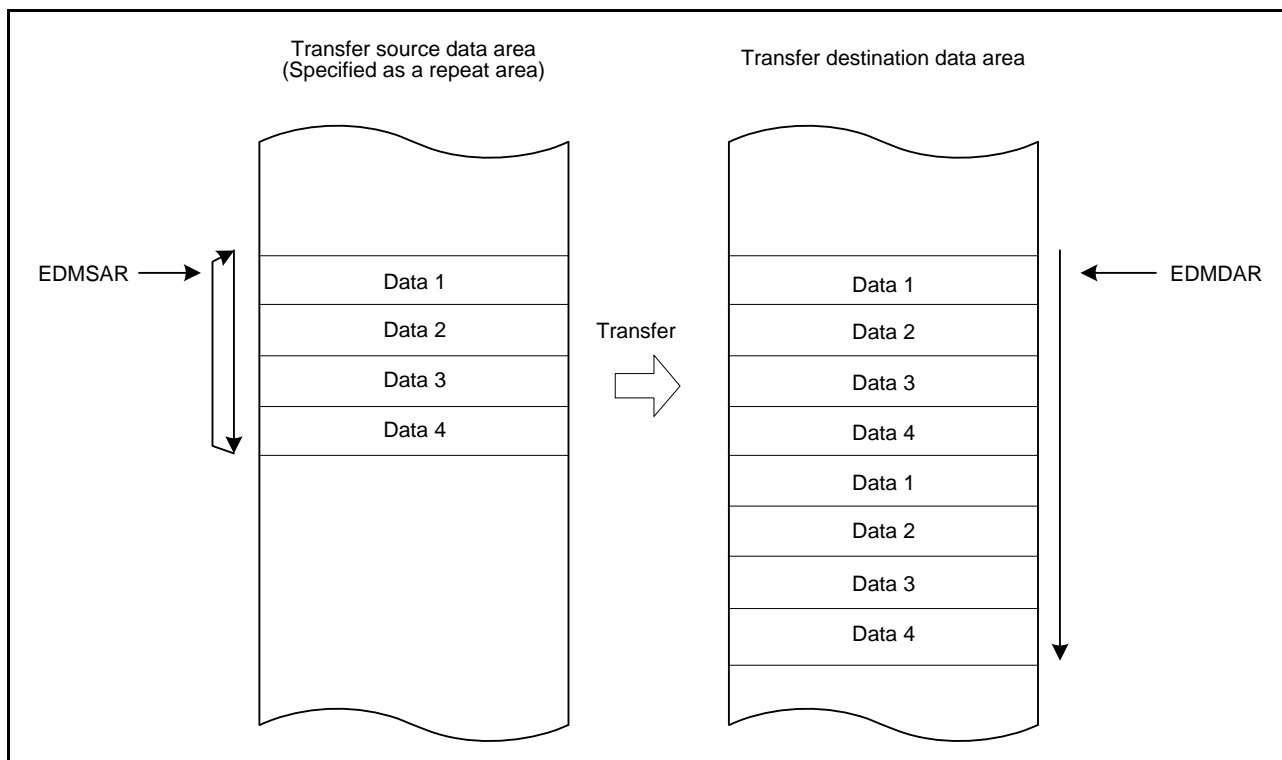 Transfer source data area
(Specified as a repeat area)
Transfer destination data area
EDMSAR
Data 1
Data 2
Data 3
Data 4
Transfer
Data 1
Data 2
Data 3
Data 4
Data 1
Data 2
Data 3
Data 4
EDMDAR